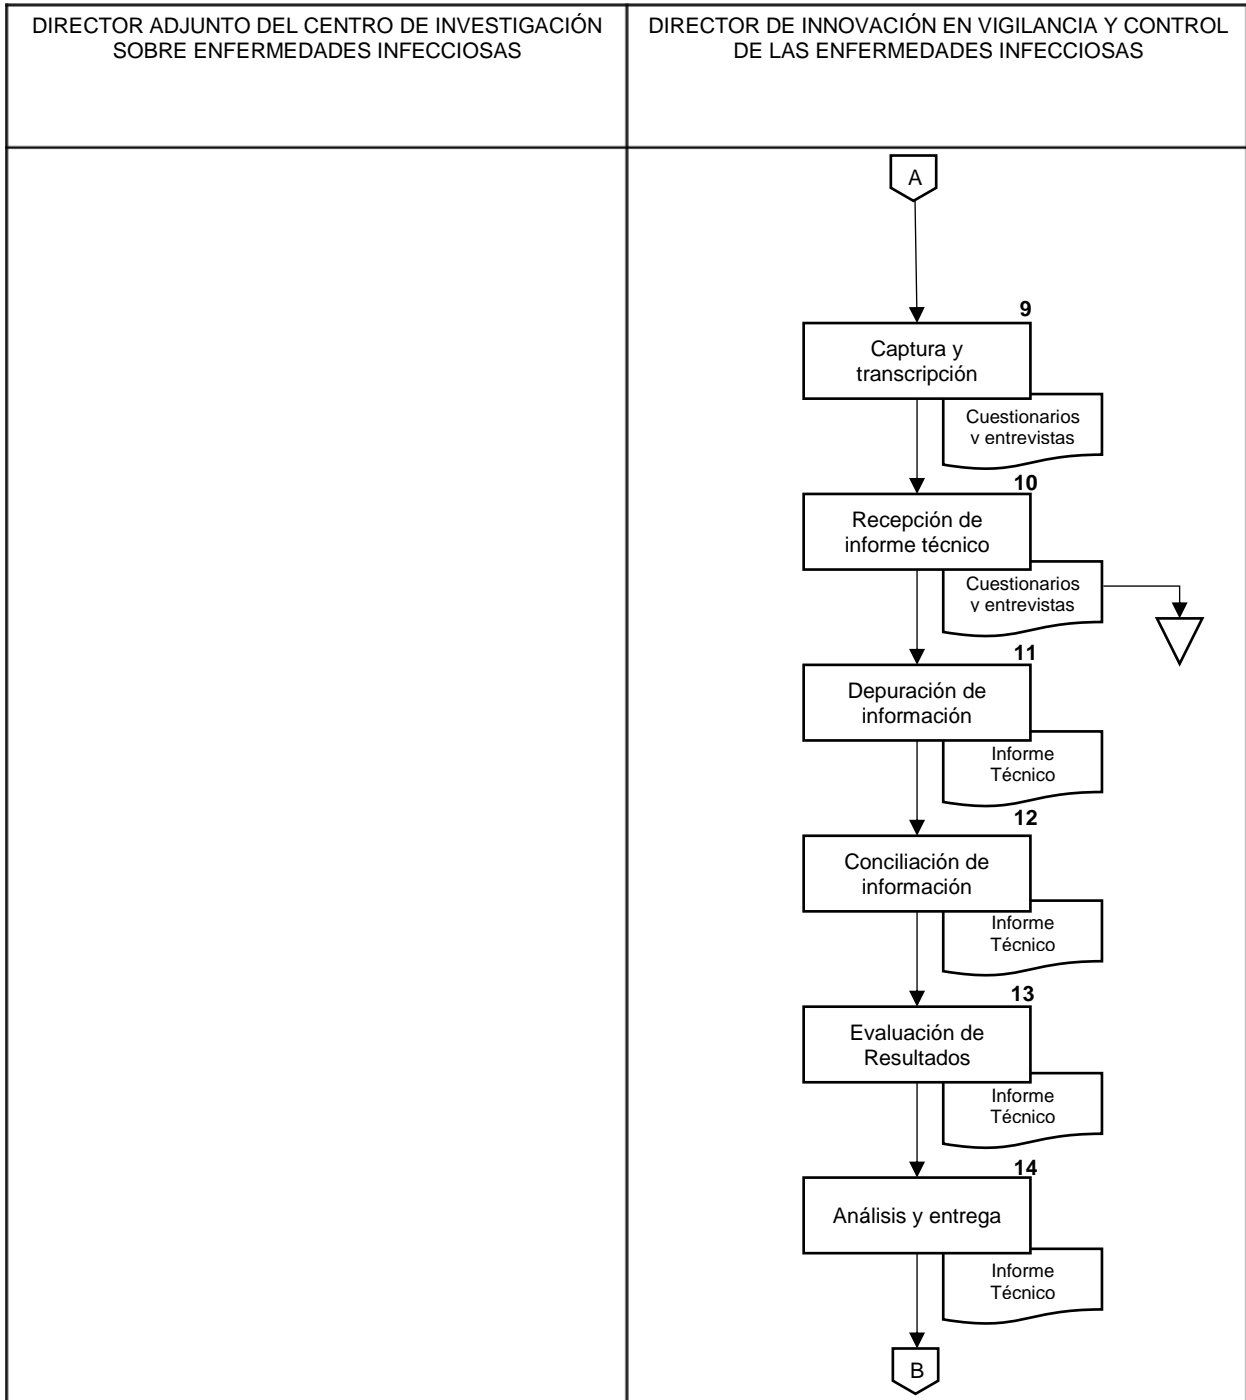 DIRECTOR ADJUNTO DEL CENTRO DE INVESTIGACIÓN
SOBRE ENFERMEDADES INFECCIOSAS
DIRECTOR DE INNOVACIÓN EN VIGILANCIA Y CONTROL
DE LAS ENFERMEDADES INFECCIOSAS
A
9
Captura y
transcripción
Cuestionarios
y entrevistas
10
Recepción de
informe técnico
Cuestionarios
y entrevistas
11
Depuración de
información
Informe
Técnico
12
Conciliación de
información
Informe
Técnico
13
Evaluación de
Resultados
Informe
Técnico
14
Análisis y entrega
Informe
Técnico
B